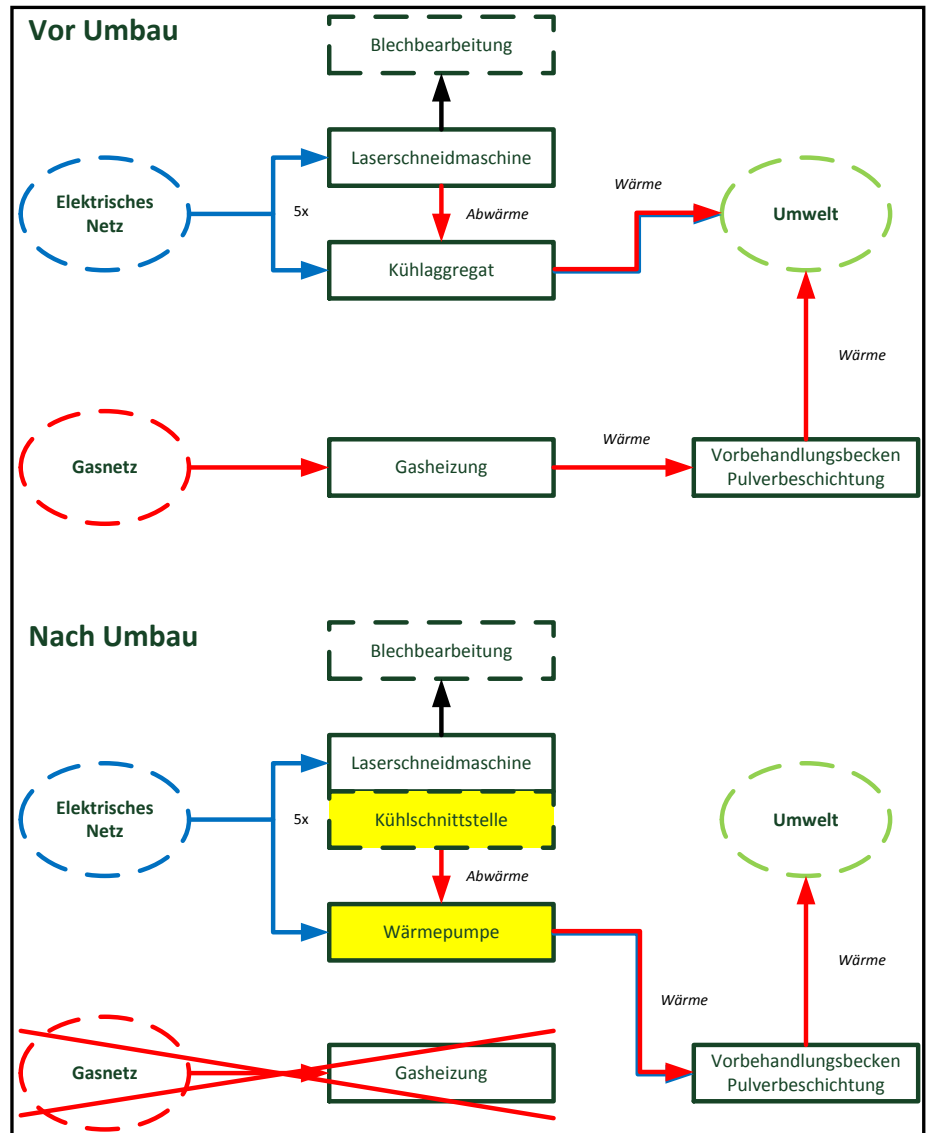 Vor Umbau
Blechbearbeitung
Laserschneidmaschine
Wärme
Elektrisches
Netz
5x
Abwärme
Umwelt
Kühlaggregat
Wärme
Wärme
Gasnetz
Gasheizung
Vorbehandlungsbecken
Pulverbeschichtung
Nach Umbau
Blechbearbeitung
Laserschneidmaschine
Elektrisches
Netz
5x
Kühlschnittstelle
Umwelt
Abwärme
Wärmepumpe
Wärme
Wärme
Gasnetz
Gasheizung
Vorbehandlungsbecken
Pulverbeschichtung